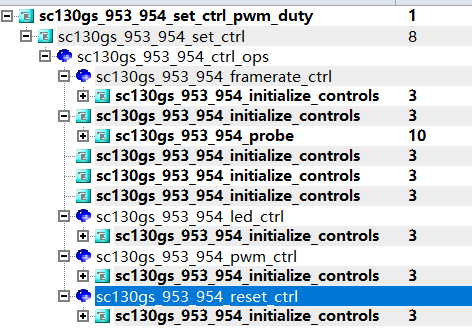 sc130gs_953_954_set_ctrl_pwm_duty 1
sc130gs_953_954_set_ctrl 8
sc130gs_953_954_ctrl_ops
sc130gs_953_954_framerate_ctrl
sc130gs_953_954_initialize_controls 3
sc130gs_953_954_initialize_controls 3
sc130gs_953_954_probe 10
sc130gs_953_954_initialize_controls 3
sc130gs_953_954_initialize_controls 3
sc130gs_953_954_initialize_controls 3
sc130gs_953_954_led_ctrl
sc130gs_953_954_initialize_controls 3
sc130gs_953_954_pwm_ctrl
sc130gs_953_954_initialize_controls 3
sc130gs_953_954_reset_ctrl
sc130gs_953_954_initialize_controls 3